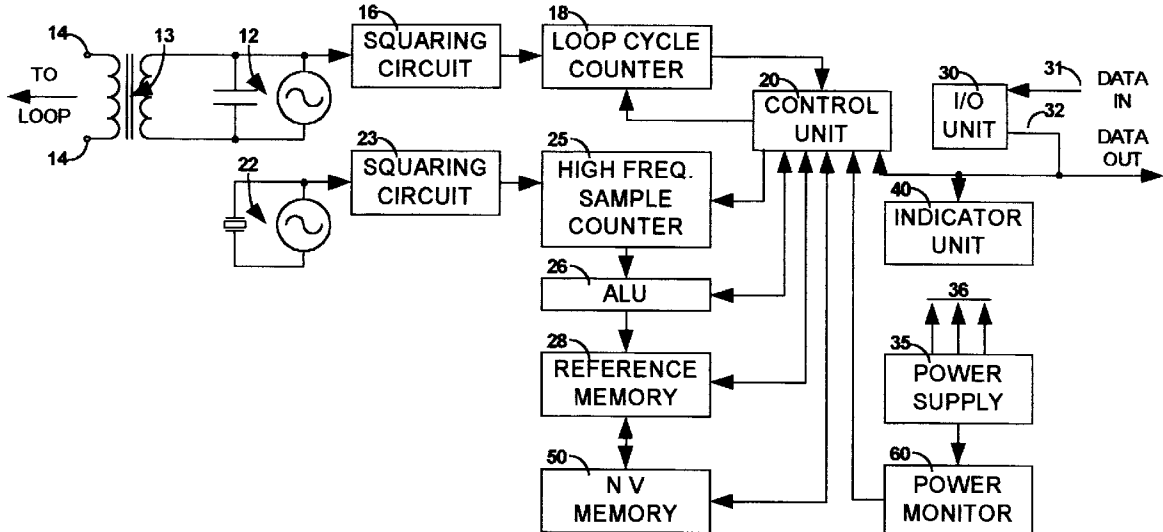 14
13
12
TO
LOOP
14
16
SQUARING
CIRCUIT
18
LOOP CYCLE
COUNTER
20
CONTROL
UNIT
30
I/O
UNIT
31
DATA
IN
32
DATA
OUT
22
23
SQUARING
CIRCUIT
25
HIGH FREQ.
SAMPLE
COUNTER
40
INDICATOR
UNIT
26
ALU
36
28
REFERENCE
MEMORY
35
POWER
SUPPLY
50
N V
MEMORY
60
POWER
MONITOR